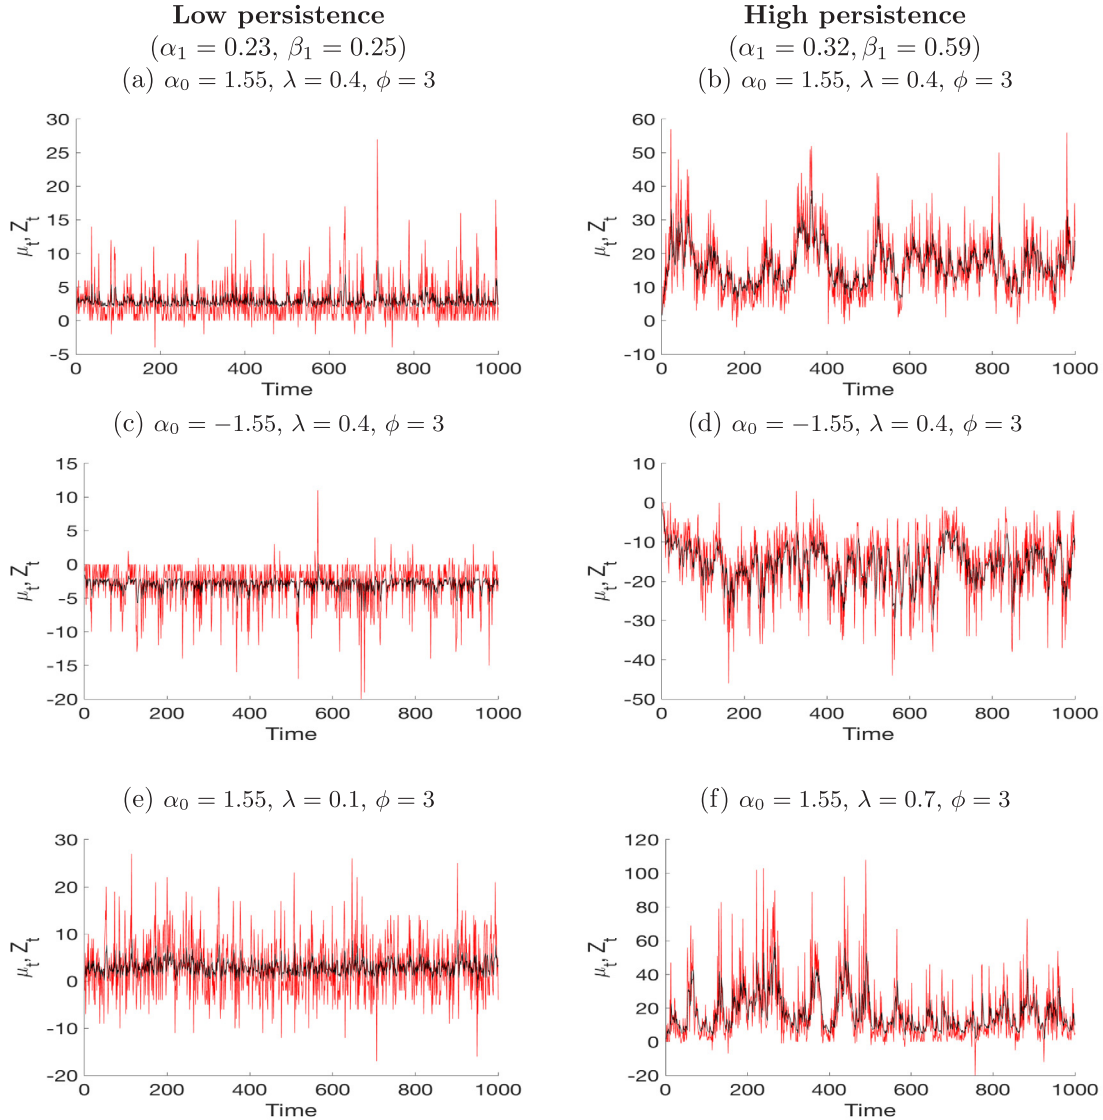 Low persistence
(α₁ = 0.23, β₁ = 0.25)
(a) α₀ = 1.55, λ = 0.4, φ = 3
30
25
20
15
10
5
0
-5
μt, Zt
0 200 400 600 800 1000
Time
High persistence
(α₁ = 0.32, β₁ = 0.59)
(b) α₀ = 1.55, λ = 0.4, φ = 3
60
50
40
30
20
10
0
-10
μt, Zt
0 200 400 600 800 1000
Time
(c) α₀ = −1.55, λ = 0.4, φ = 3
15
10
5
0
-5
-10
-15
-20
μt, Zt
0 200 400 600 800 1000
Time
(d) α₀ = −1.55, λ = 0.4, φ = 3
10
0
-10
-20
-30
-40
-50
μt, Zt
0 200 400 600 800 1000
Time
(e) α₀ = 1.55, λ = 0.1, φ = 3
30
20
10
0
-10
-20
μt, Zt
0 200 400 600 800 1000
Time
(f) α₀ = 1.55, λ = 0.7, φ = 3
120
100
80
60
40
20
0
-20
μt, Zt
0 200 400 600 800 1000
Time